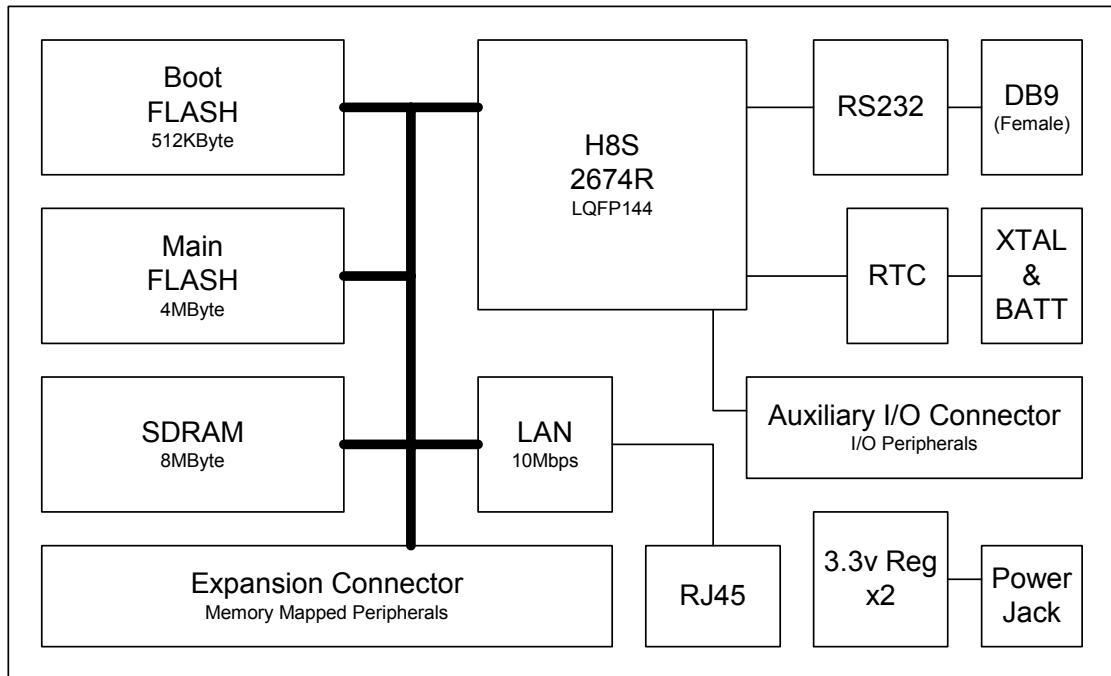 Boot
FLASH
512KByte
H8S
2674R
LQFP144
RS232
DB9
(Female)
Main
FLASH
4MByte
RTC
XTAL
&
BATT
SDRAM
8MByte
LAN
10Mbps
Auxiliary I/O Connector
I/O Peripherals
Expansion Connector
Memory Mapped Peripherals
RJ45
3.3v Reg
x2
Power
Jack